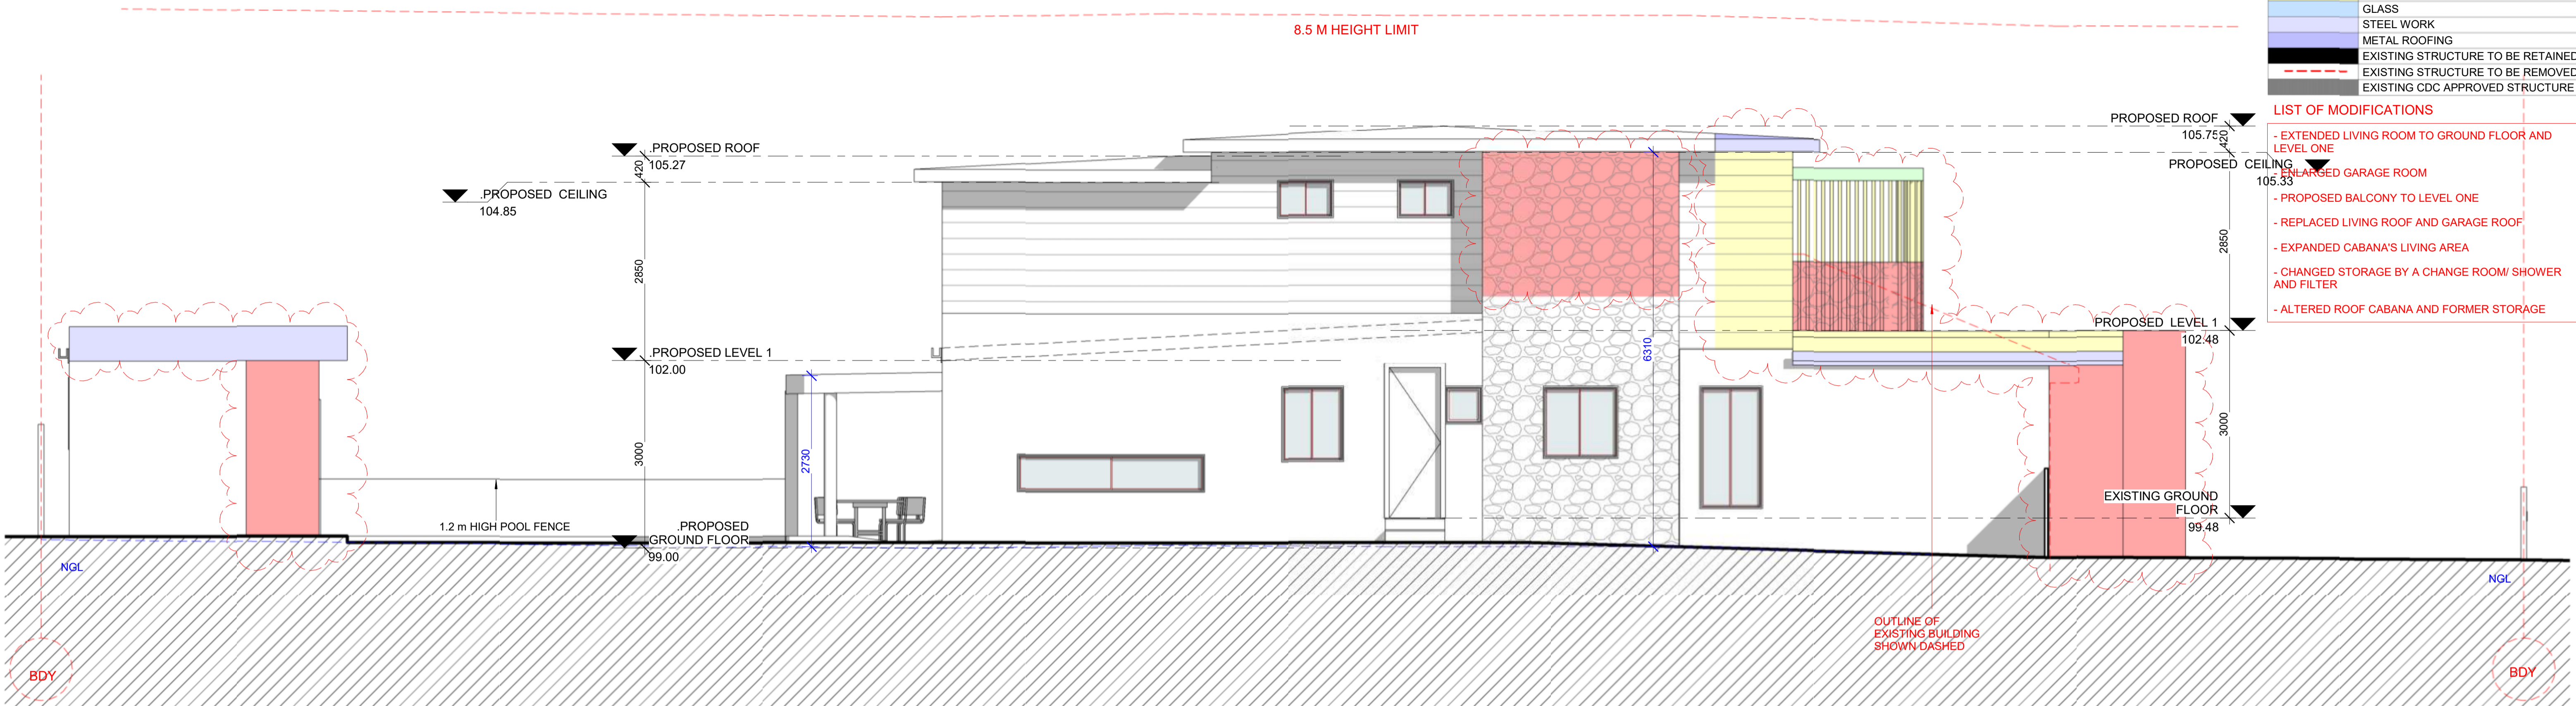 8.5 M HEIGHT LIMIT
GLASS
STEEL WORK
METAL ROOFING
EXISTING STRUCTURE TO BE RETAINED
EXISTING STRUCTURE TO BE REMOVED
EXISTING CDC APPROVED STRUCTURE
LIST OF MODIFICATIONS
- EXTENDED LIVING ROOM TO GROUND FLOOR AND
LEVEL ONE
- ENLARGED GARAGE ROOM
- PROPOSED BALCONY TO LEVEL ONE
- REPLACED LIVING ROOF AND GARAGE ROOF
- EXPANDED CABANA'S LIVING AREA
- CHANGED STORAGE BY A CHANGE ROOM/ SHOWER
AND FILTER
- ALTERED ROOF CABANA AND FORMER STORAGE
.PROPOSED ROOF
105.27
420
.PROPOSED CEILING
104.85
2850
.PROPOSED LEVEL 1
102.00
3000
.PROPOSED
GROUND FLOOR
99.00
2730
6310
1.2 m HIGH POOL FENCE
PROPOSED ROOF
105.75
420
PROPOSED CEILING
105.33
2850
PROPOSED LEVEL 1
102.48
3000
EXISTING GROUND
FLOOR
99.48
NGL
NGL
OUTLINE OF
EXISTING BUILDING
SHOWN DASHED
BDY
BDY